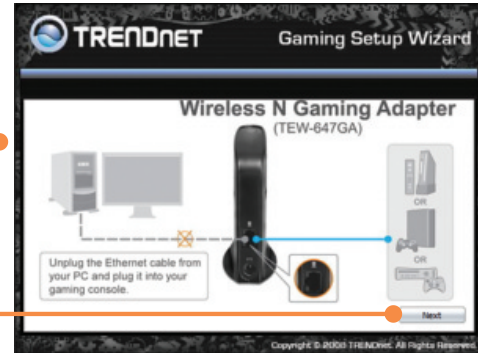 TRENDNET
Gaming Setup Wizard
Wireless N Gaming Adapter
(TEW-647GA)
OR
OR
Unplug the Ethernet cable from
your PC and plug it into your
gaming console.
Next
Copyright © 2008 TRENDnet. All Rights Reserved.